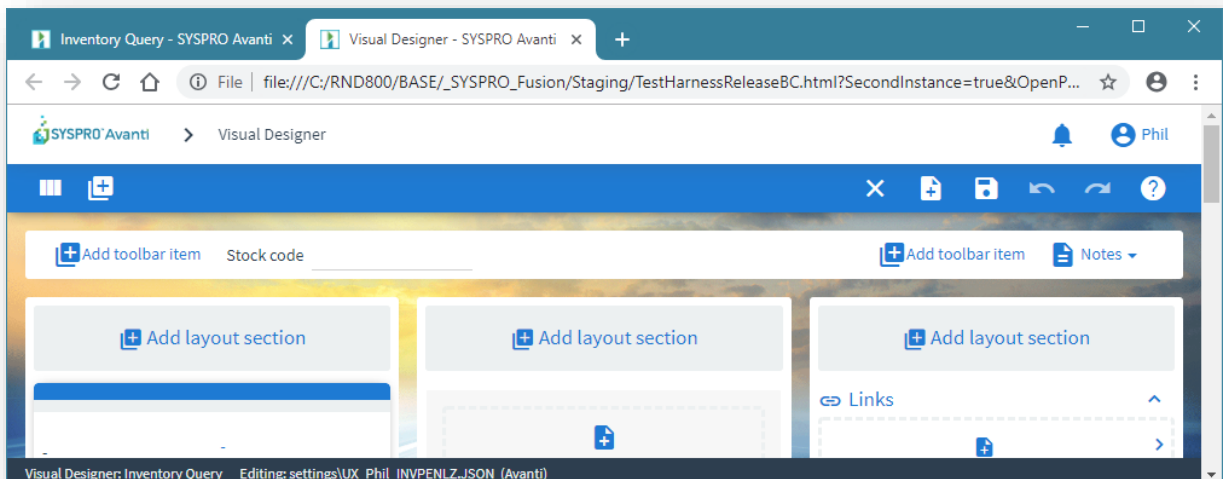 Inventory Query - SYSPRO Avanti
Visual Designer - SYSPRO Avanti
File | file:///C:/RND800/BASE/_SYSPRO_Fusion/Staging/TestHarnessReleaseBC.html?SecondInstance=true&OpenP...
SYSPRO Avanti > Visual Designer Phil
Add toolbar item Stock code Add toolbar item Notes
Add layout section Add layout section Add layout section
Links
- -
Visual Designer: Inventory Query Editing: settings\UX_Phil_INVPENLZ.JSON (Avanti)